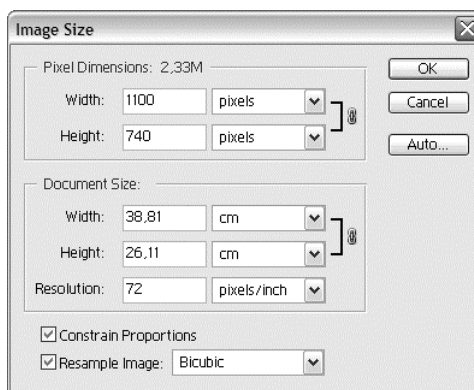 Image Size
Pixel Dimensions: 2,33M
OK
Width: 1100 pixels
Cancel
Height: 740 pixels
Auto...
Document Size:
Width: 38,81 cm
Height: 26,11 cm
Resolution: 72 pixels/inch
Constrain Proportions
Resample Image: Bicubic